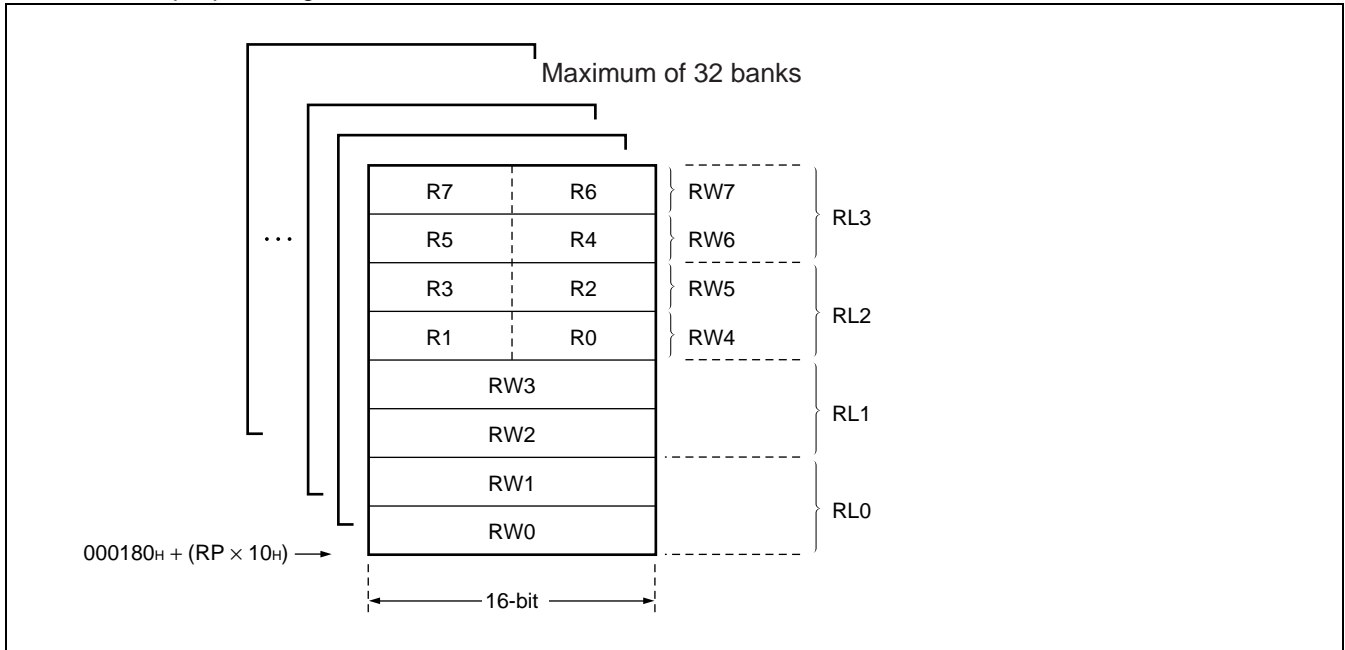 Maximum of 32 banks
R7 R6 RW7
RL3
R5 R4 RW6
...
R3 R2 RW5
RL2
R1 R0 RW4
RW3
RL1
RW2
RW1
RL0
RW0
000180H + (RP × 10H)
16-bit